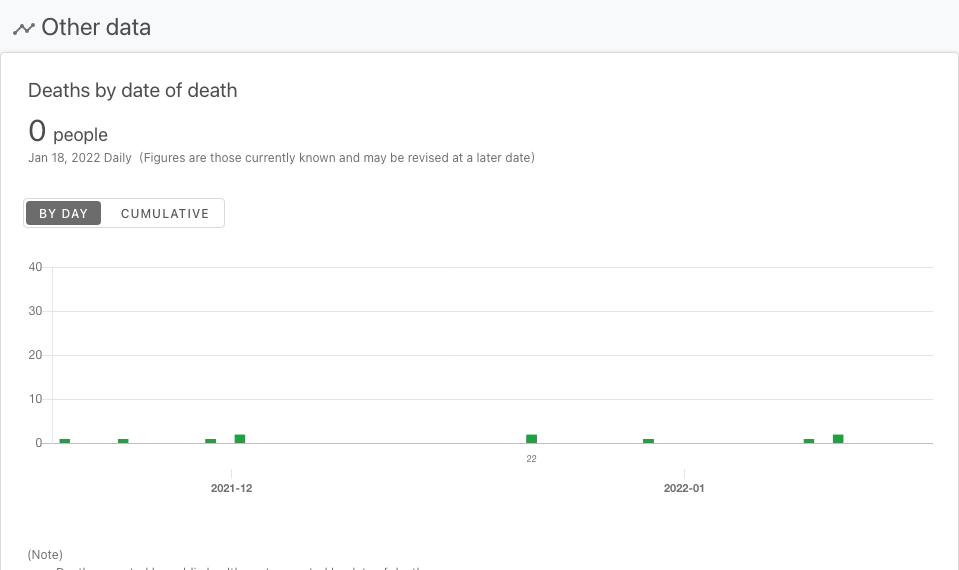 Other data
Deaths by date of death
0 people
Jan 18, 2022 Daily (Figures are those currently known and may be revised at a later date)
BY DAY CUMULATIVE
40
30
20
10
0
22
2021-12 2022-01
(Note)